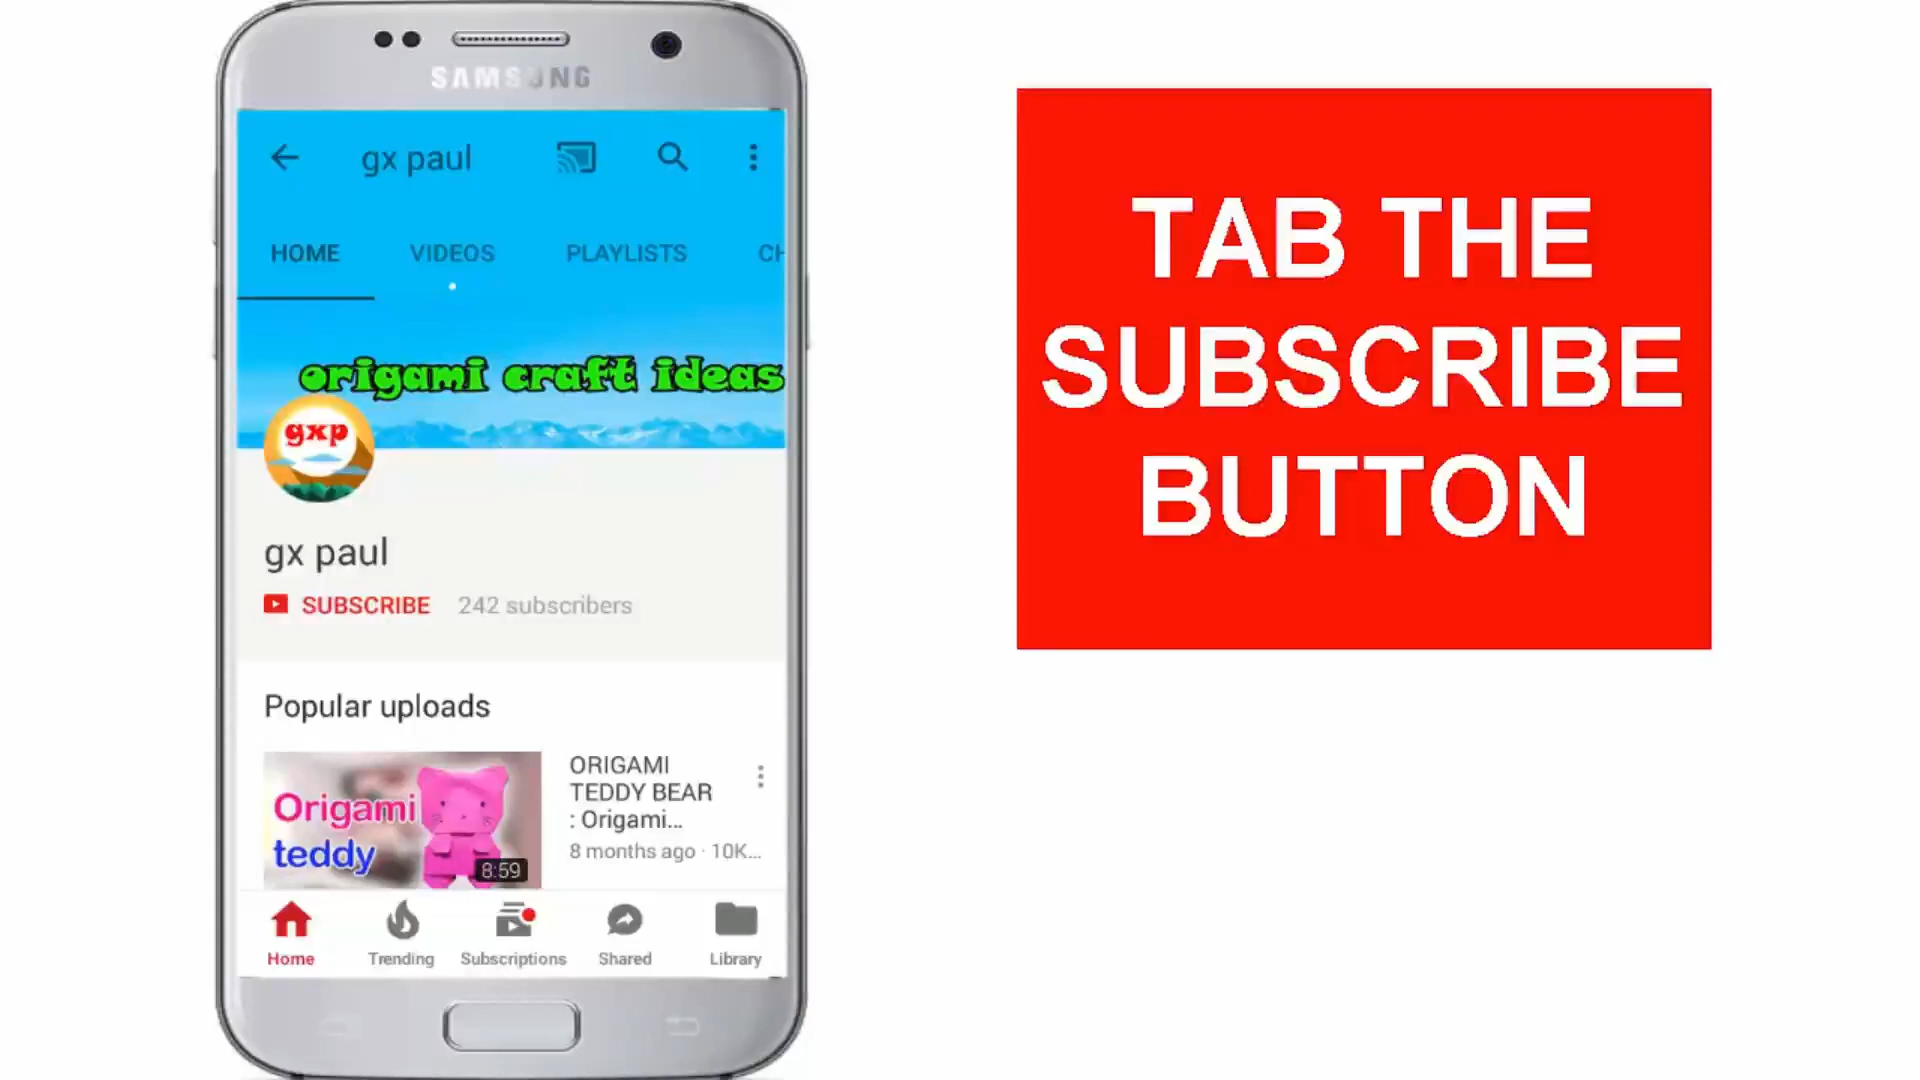 SAMSUNG
gx paul
HOME VIDEOS PLAYLISTS CH
origami craft ideas
gxp
gx paul
SUBSCRIBE 242 subscribers
Popular uploads
Origami
teddy
8:59
ORIGAMI
TEDDY BEAR
: Origami...
8 months ago · 10K...
Home Trending Subscriptions Shared Library
TAB THE
SUBSCRIBE
BUTTON